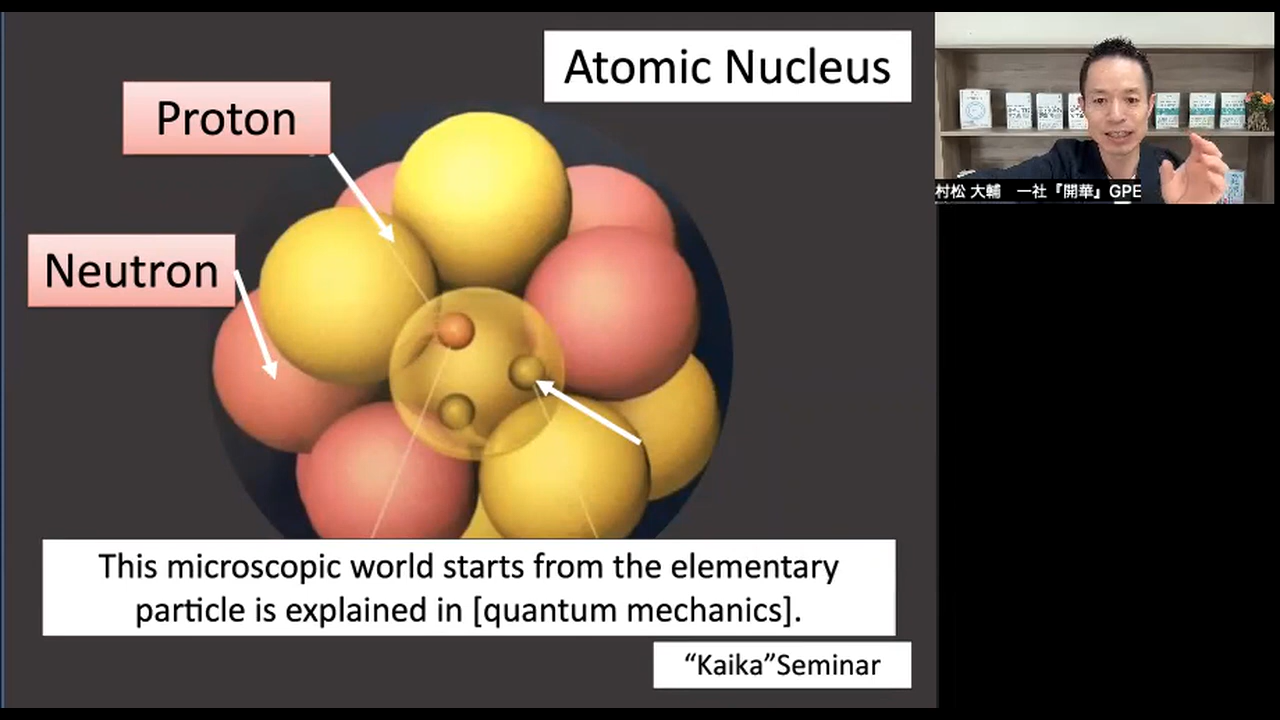 Atomic Nucleus
Proton
Neutron
This microscopic world starts from the elementary
particle is explained in [quantum mechanics].
“Kaika”Seminar
村松 大輔 一社『開華』GPE